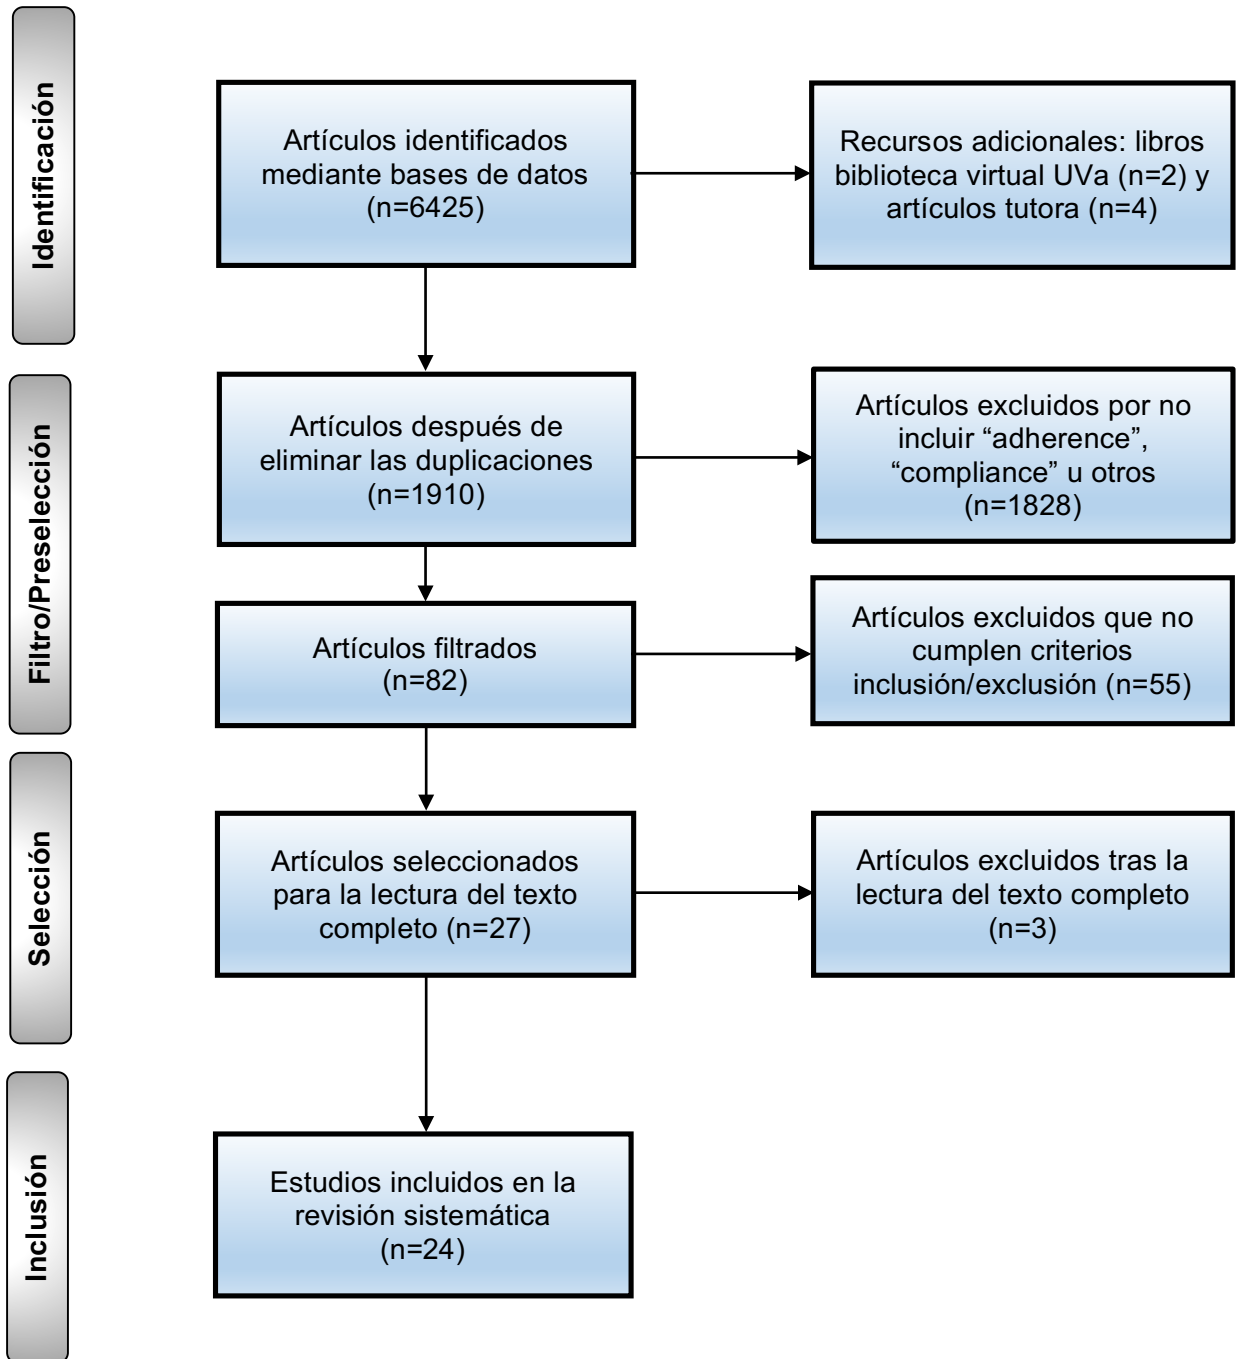 Identificación
Artículos identificados
mediante bases de datos
(n=6425)
Recursos adicionales: libros
biblioteca virtual UVa (n=2) y
artículos tutora (n=4)
Filtro/Preselección
Artículos después de
eliminar las duplicaciones
(n=1910)
Artículos excluidos por no
incluir “adherence”,
“compliance” u otros
(n=1828)
Artículos filtrados
(n=82)
Artículos excluidos que no
cumplen criterios
inclusión/exclusión (n=55)
Selección
Artículos seleccionados
para la lectura del texto
completo (n=27)
Artículos excluidos tras la
lectura del texto completo
(n=3)
Inclusión
Estudios incluidos en la
revisión sistemática
(n=24)